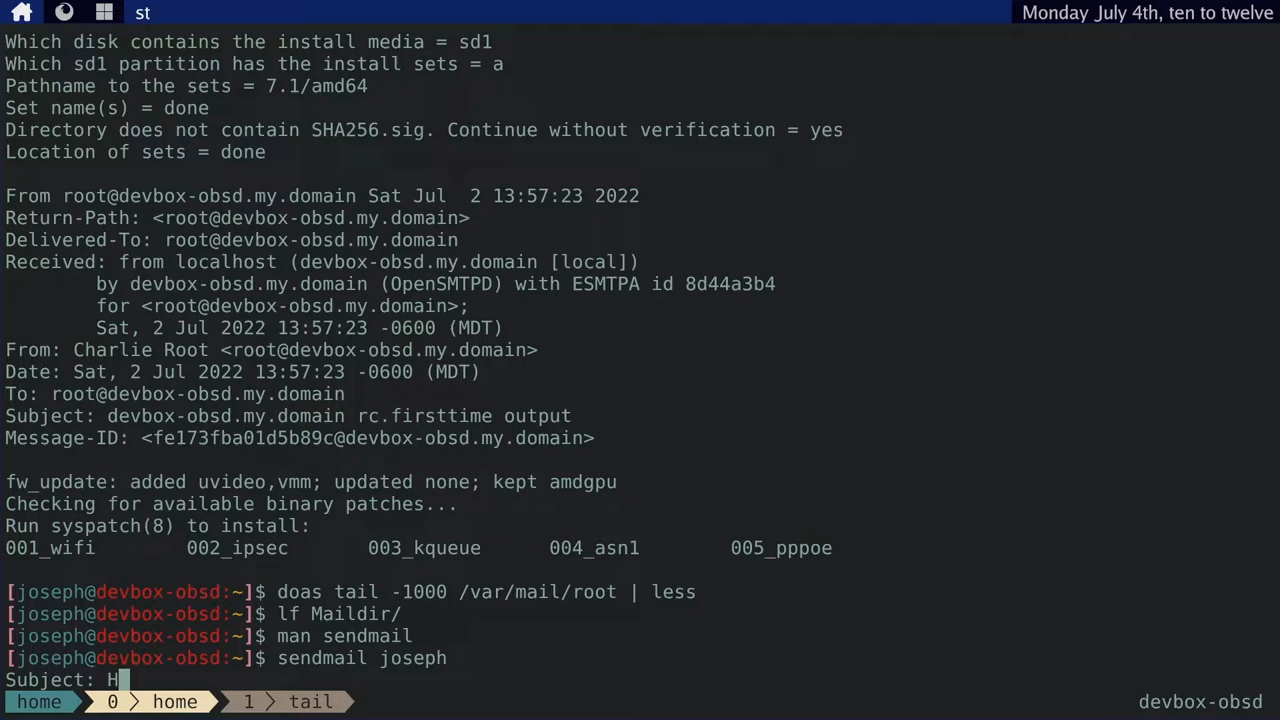 st
Monday July 4th, ten to twelve
Which disk contains the install media = sd1
Which sd1 partition has the install sets = a
Pathname to the sets = 7.1/amd64
Set name(s) = done
Directory does not contain SHA256.sig. Continue without verification = yes
Location of sets = done
From root@devbox-obsd.my.domain Sat Jul  2 13:57:23 2022
Return-Path: <root@devbox-obsd.my.domain>
Delivered-To: root@devbox-obsd.my.domain
Received: from localhost (devbox-obsd.my.domain [local])
        by devbox-obsd.my.domain (OpenSMTPD) with ESMTPA id 8d44a3b4
        for <root@devbox-obsd.my.domain>;
        Sat, 2 Jul 2022 13:57:23 -0600 (MDT)
From: Charlie Root <root@devbox-obsd.my.domain>
Date: Sat, 2 Jul 2022 13:57:23 -0600 (MDT)
To: root@devbox-obsd.my.domain
Subject: devbox-obsd.my.domain rc.firsttime output
Message-ID: <fe173fba01d5b89c@devbox-obsd.my.domain>
fw_update: added uvideo,vmm; updated none; kept amdgpu
Checking for available binary patches...
Run syspatch(8) to install:
001_wifi        002_ipsec       003_kqueue      004_asn1        005_pppoe
[joseph@devbox-obsd:~]$ doas tail -1000 /var/mail/root | less
[joseph@devbox-obsd:~]$ lf Maildir/
[joseph@devbox-obsd:~]$ man sendmail
[joseph@devbox-obsd:~]$ sendmail joseph
Subject: H
home 0 home 1 tail devbox-obsd